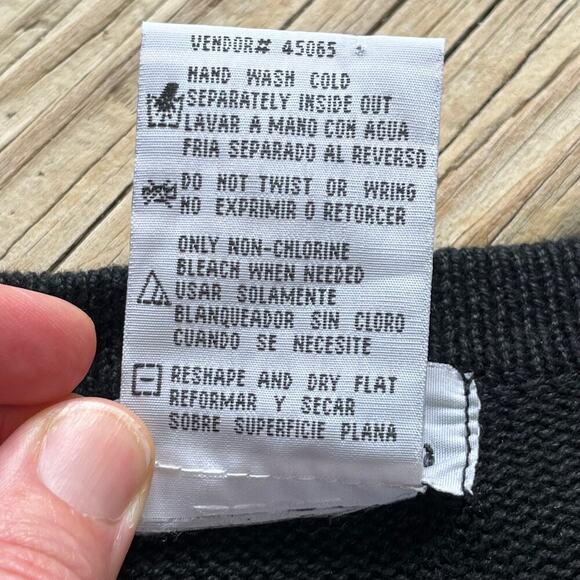 VENDOR# 45065
HAND WASH COLD
SEPARATELY INSIDE OUT
LAVAR A MANO CON AGUA
FRIA SEPARADO AL REVERSO
DO NOT TWIST OR WRING
NO EXPRIMIR O RETORCER
ONLY NON-CHLORINE
BLEACH WHEN NEEDED
USAR SOLAMENTE
BLANQUEADOR SIN CLORO
CUANDO SE NECESITE
RESHAPE AND DRY FLAT
REFORMAR Y SECAR
SOBRE SUPERFICIE PLANA